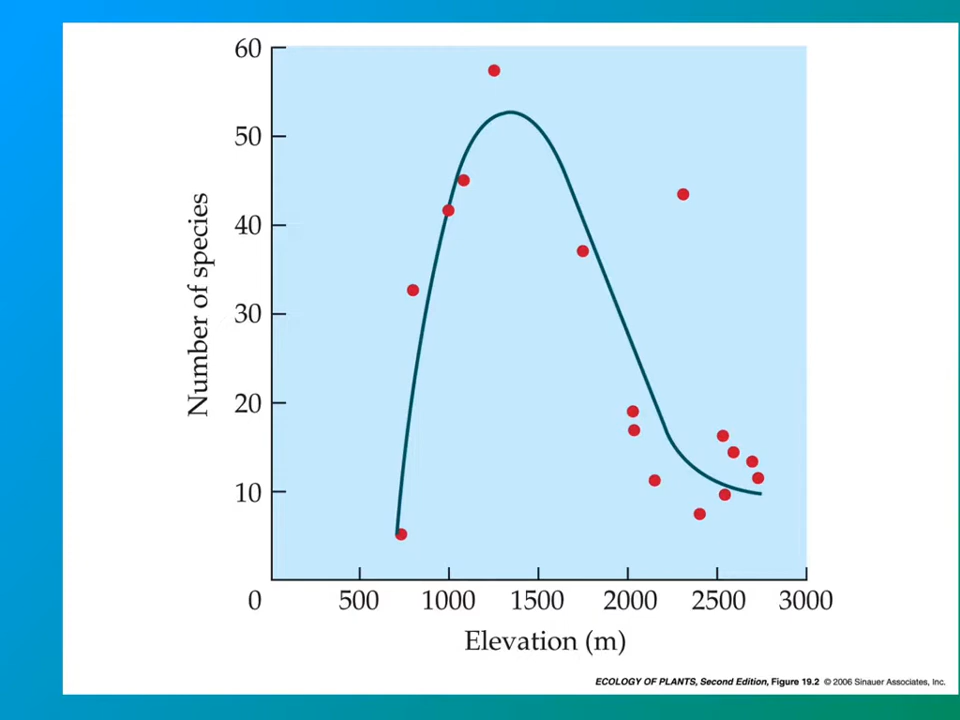 60
50
40
30
20
10
Number of species
0 500 1000 1500 2000 2500 3000
Elevation (m)
ECOLOGY OF PLANTS, Second Edition, Figure 19.2 © 2006 Sinauer Associates, Inc.